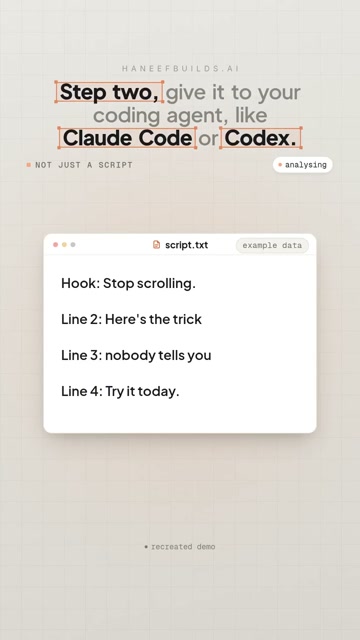 HANEEFBUILDS.AI
Step two, give it to your
coding agent, like
Claude Code or Codex.
NOT JUST A SCRIPT
analysing
script.txt
example data
Hook: Stop scrolling.
Line 2: Here's the trick
Line 3: nobody tells you
Line 4: Try it today.
recreated demo